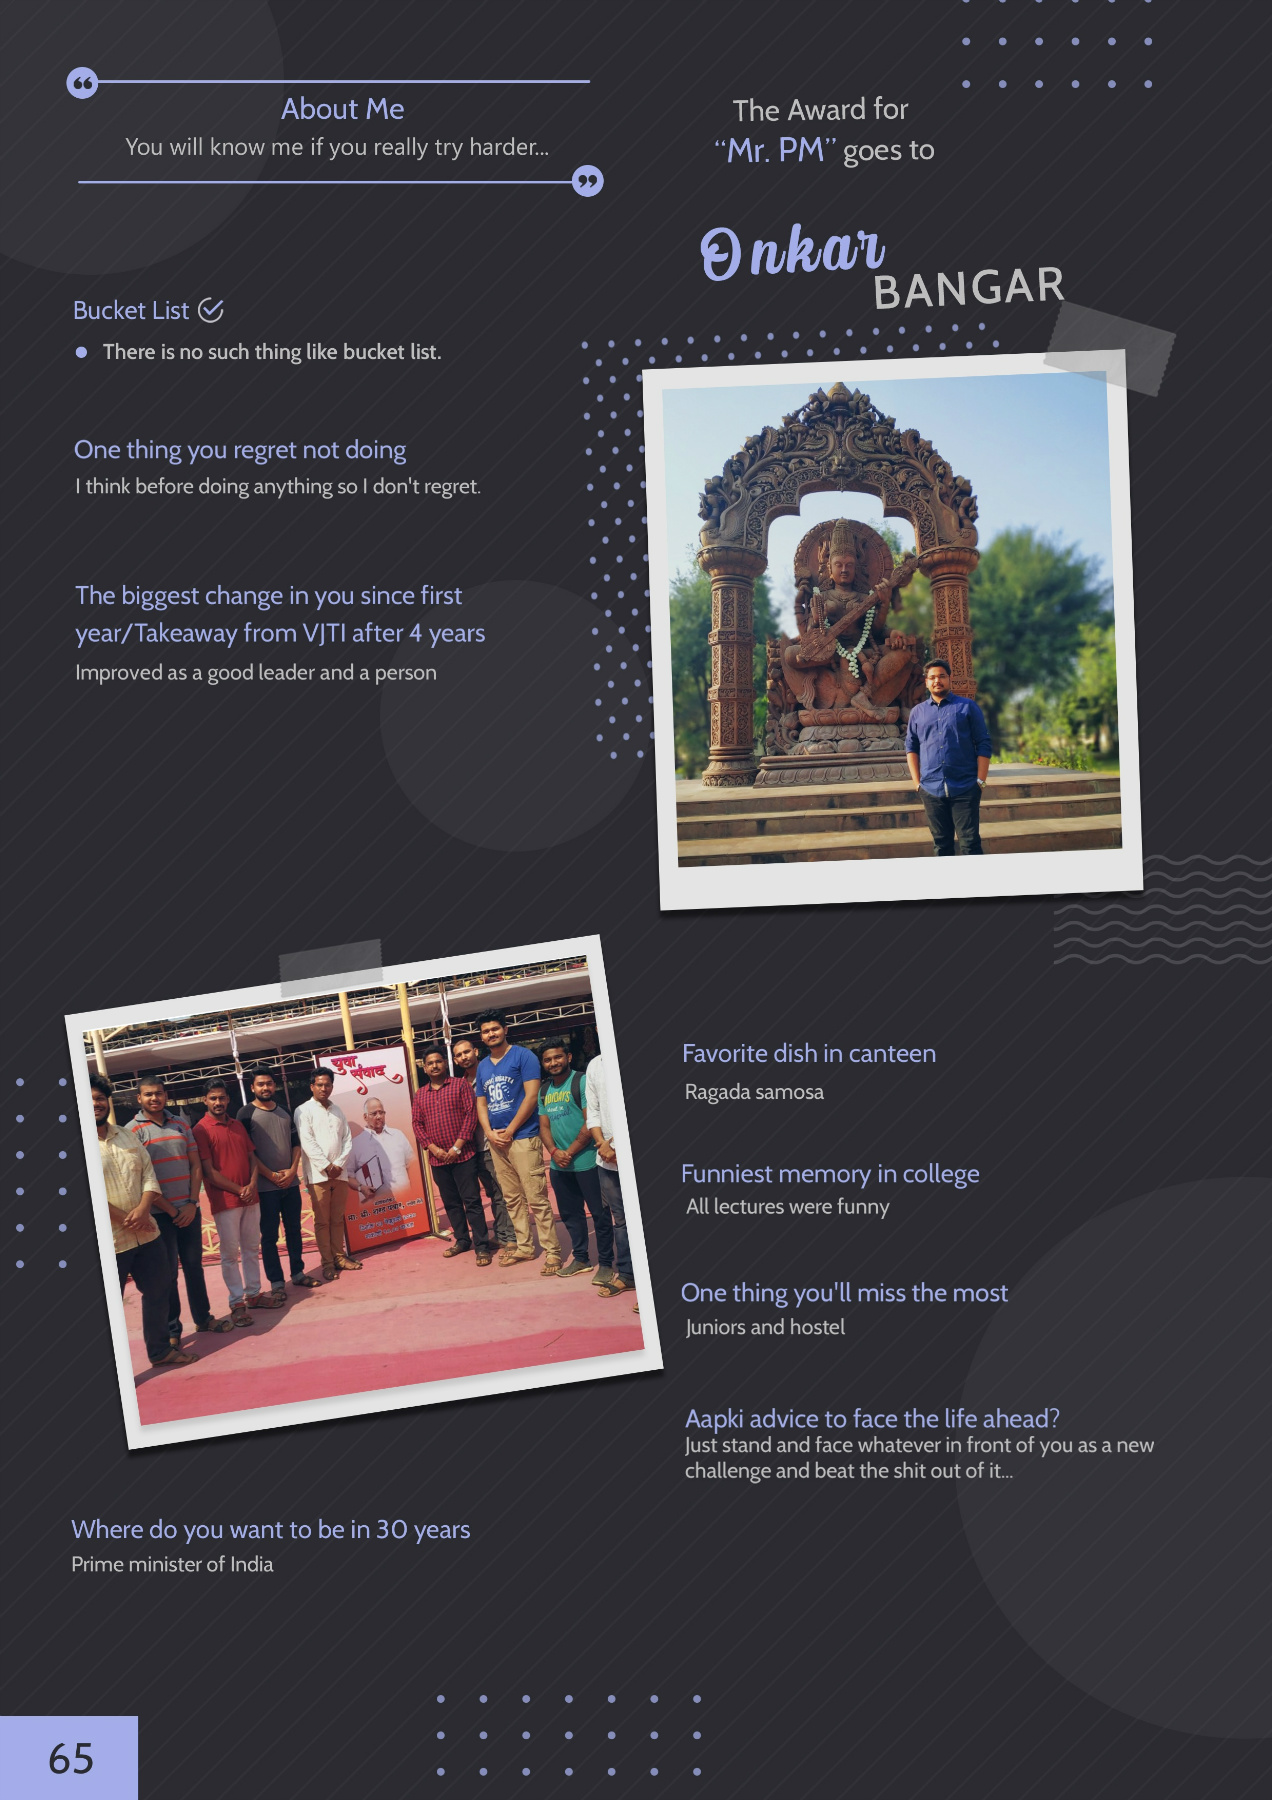 About Me
You will know me if you really try harder...
The Award for
“Mr. PM” goes to
Onkar
BANGAR
Bucket List
There is no such thing like bucket list.
One thing you regret not doing
I think before doing anything so I don't regret.
The biggest change in you since first
year/Takeaway from VJTI after 4 years
Improved as a good leader and a person
युवा
संवाद
66
Favorite dish in canteen
Ragada samosa
Funniest memory in college
All lectures were funny
One thing you'll miss the most
Juniors and hostel
Aapki advice to face the life ahead?
Just stand and face whatever in front of you as a new
challenge and beat the shit out of it...
Where do you want to be in 30 years
Prime minister of India
65